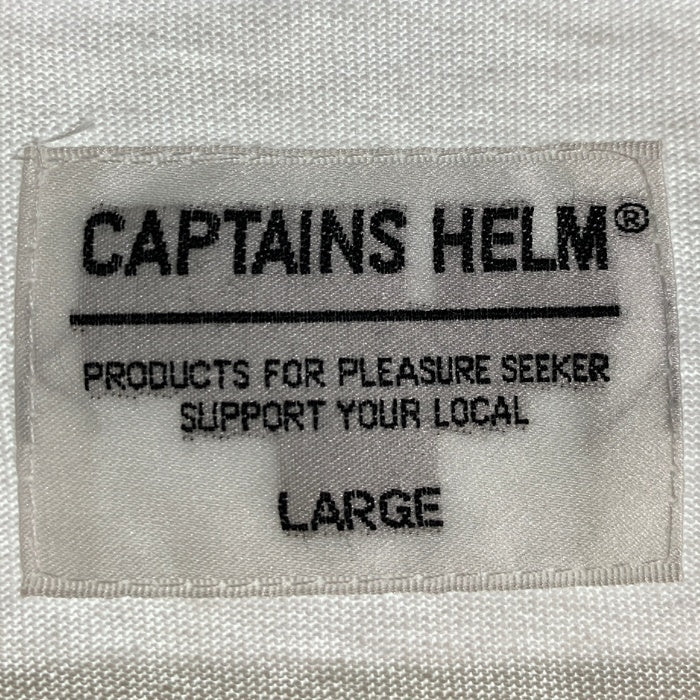 CAPTAINS HELM®
PRODUCTS FOR PLEASURE SEEKER
SUPPORT YOUR LOCAL
LARGE